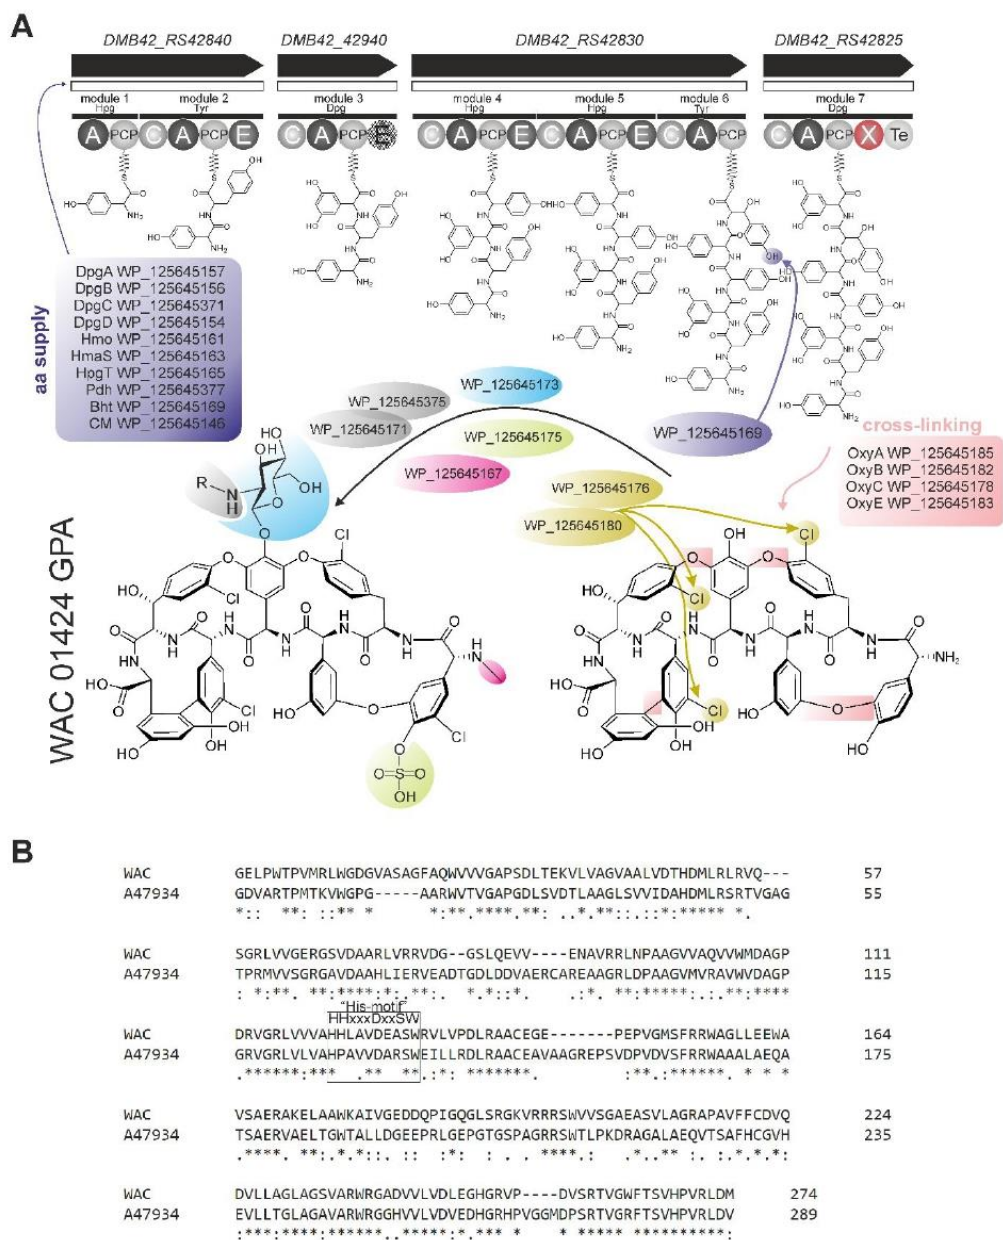 A
DMB42_RS42840 DMB42_42940 DMB42_RS42830 DMB42_RS42825
module 1 module 2 module 3 module 4 module 5 module 6 module 7
Hpg Tyr Dpg Hpg Hpg Tyr Dpg
A PCP C A PCP E C A PCP E C A PCP E C A PCP E C A PCP C A PCP X Te
aa supply
DpgA WP_125645157
DpgB WP_125645156
DpgC WP_125645371
DpgD WP_125645154
Hmo WP_125645161
HmaS WP_125645163
HpgT WP_125645165
Pdh WP_125645377
Bht WP_125645169
CM WP_125645146
WP_125645173
WP_125645375
WP_125645171
WP_125645175
WP_125645167
WP_125645169
WP_125645176
WP_125645180
cross-linking
OxyA WP_125645185
OxyB WP_125645182
OxyC WP_125645178
OxyE WP_125645183
WAC 01424 GPA
B
WAC GELPWTPVMRLWGDGVASAGFAQWVVVGAPSDLTEKVLVAGVAALVDTHDMLRLRVQ--- 57
A47934 GDVARTPMTKVWGPG-----AARWVTVGAPGDLSVDTLAAGLSVVIDAHDMLRSRTVGAG 55
WAC SGRLVVGERGSVDAARLVRRVDG--GSLQEVV----ENAVRRLNPAAGVVAQVVWMDAGP 111
A47934 TPRMVVSGRGAVDAAHLIERVEADTGDLDDVAERCAREAAGRLDPAAGVMVRAVWVDAGP 115
"His-motif"
HHxxxDxxSW
WAC DRVGRLVVVAHHLAVDEASWRVLVPDLRAACEGE-------PEPVGMSFRRWAGLLEEWA 164
A47934 GRVGRLVLVAHPAVVDARSWEILLRDLRAACEAVAAGREPSVDPVDVSFRRWAAALAEQA 175
WAC VSAERAKELAAWKAIVGEDDQPIGQGLSRGKVRRRSWVVSGAEASVLAGRAPAVFFCDVQ 224
A47934 TSAERVAELTGWTALLDGEEPRLGEPGTGSPAGRRSWTLPKDRAGALAEQVTSAFHCGVH 235
WAC DVLLAGLAGSVARWRGADVVLVDLEGHGRVP----DVSRTVGWFTSVHPVRLDM 274
A47934 EVLLTGLAGAVARWRGGHVVLVDVEDHGRHPVGGMDPSRTVGRFTSVHPVRLDV 289